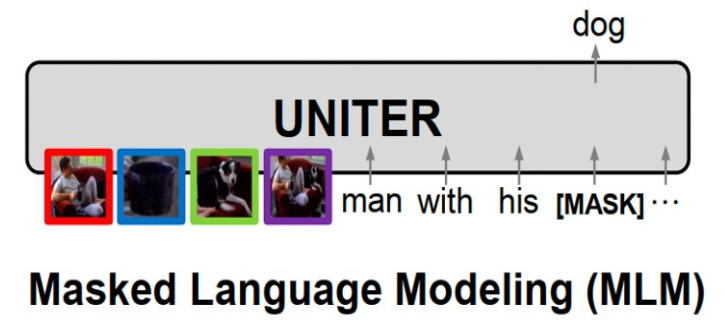 dog
UNITER
man with his [MASK] ···
Masked Language Modeling (MLM)